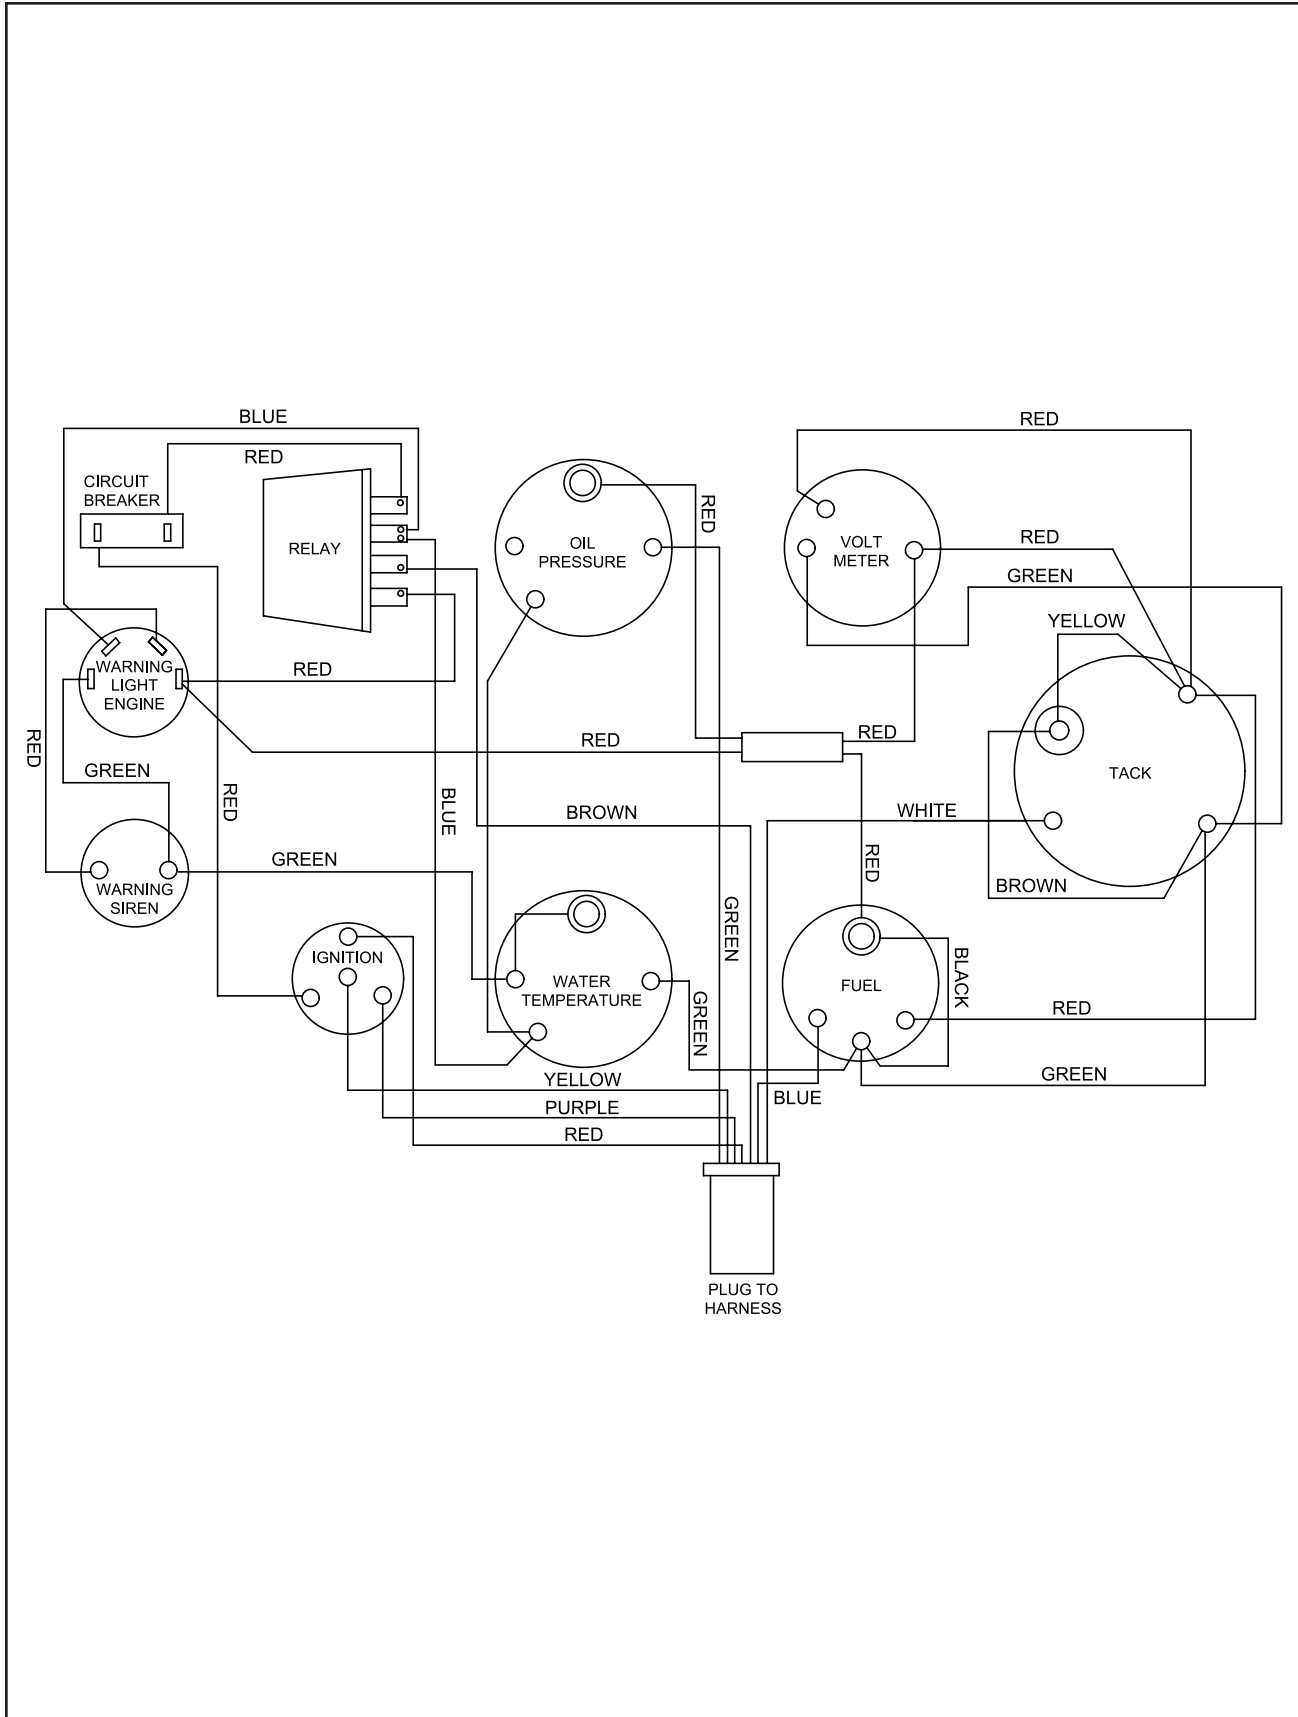 BLUE
RED
RED
CIRCUIT
BREAKER
RELAY
OIL
PRESSURE
RED
VOLT
METER
RED
GREEN
YELLOW
WARNING
LIGHT
ENGINE
RED
RED
RED
RED
TACK
GREEN
RED
BLUE
BROWN
WHITE
RED
BROWN
GREEN
WARNING
SIREN
IGNITION
WATER
TEMPERATURE
GREEN
GREEN
FUEL
BLACK
RED
GREEN
YELLOW
BLUE
PURPLE
RED
PLUG TO
HARNESS